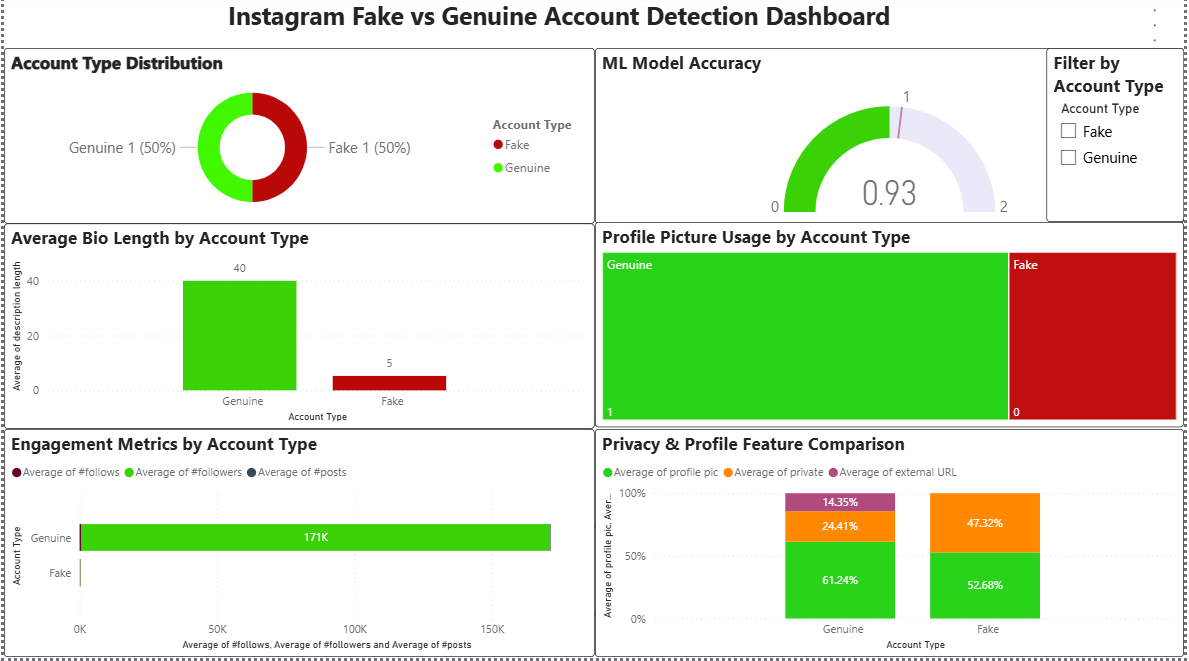 Instagram Fake vs Genuine Account Detection Dashboard
Account Type Distribution
Genuine 1 (50%)
Fake 1 (50%)
Account Type
Fake
Genuine
ML Model Accuracy
0
1
2
0.93
Filter by
Account Type
Account Type
Fake
Genuine
Average Bio Length by Account Type
Average of description length
40
20
0
40
5
Genuine
Fake
Account Type
Profile Picture Usage by Account Type
Genuine
1
Fake
0
Engagement Metrics by Account Type
Average of #follows Average of #followers Average of #posts
Account Type
Genuine
171K
Fake
0K 50K 100K 150K
Average of #follows, Average of #followers and Average of #posts
Privacy & Profile Feature Comparison
Average of profile pic Average of private Average of external URL
Average of profile pic, Aver...
100%
50%
0%
14.35%
24.41%
61.24%
47.32%
52.68%
Genuine
Fake
Account Type